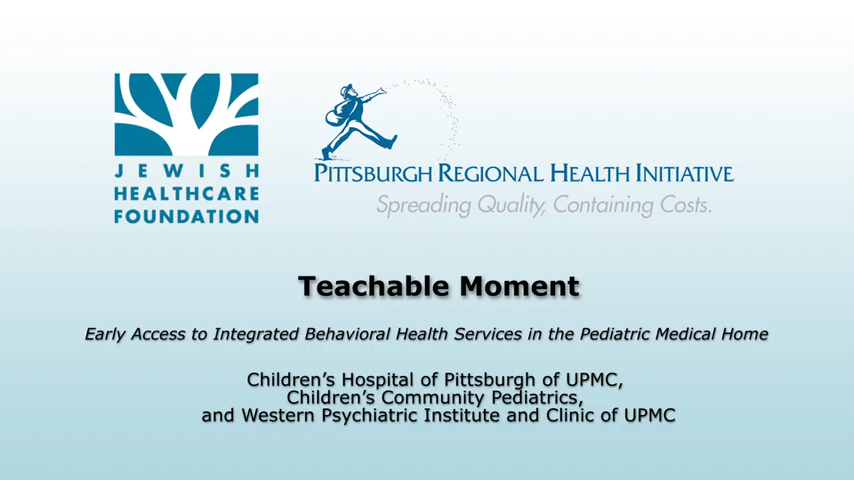 JEWISH
HEALTHCARE
FOUNDATION
PITTSBURGH REGIONAL HEALTH INITIATIVE
Spreading Quality, Containing Costs.
Teachable Moment
Early Access to Integrated Behavioral Health Services in the Pediatric Medical Home
Children's Hospital of Pittsburgh of UPMC,
Children's Community Pediatrics,
and Western Psychiatric Institute and Clinic of UPMC